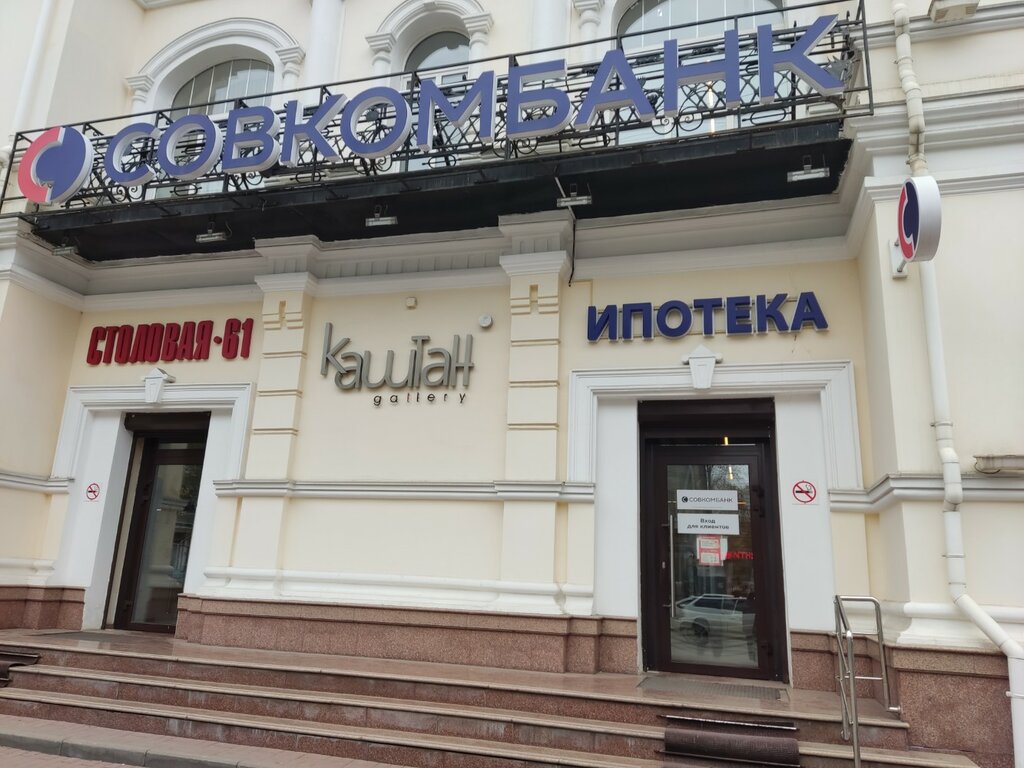 СОВКОМБАНК
СТОЛОВАЯ·61
каштан
gallery
ИПОТЕКА
СОВКОМБАНК
Вход
для клиентов